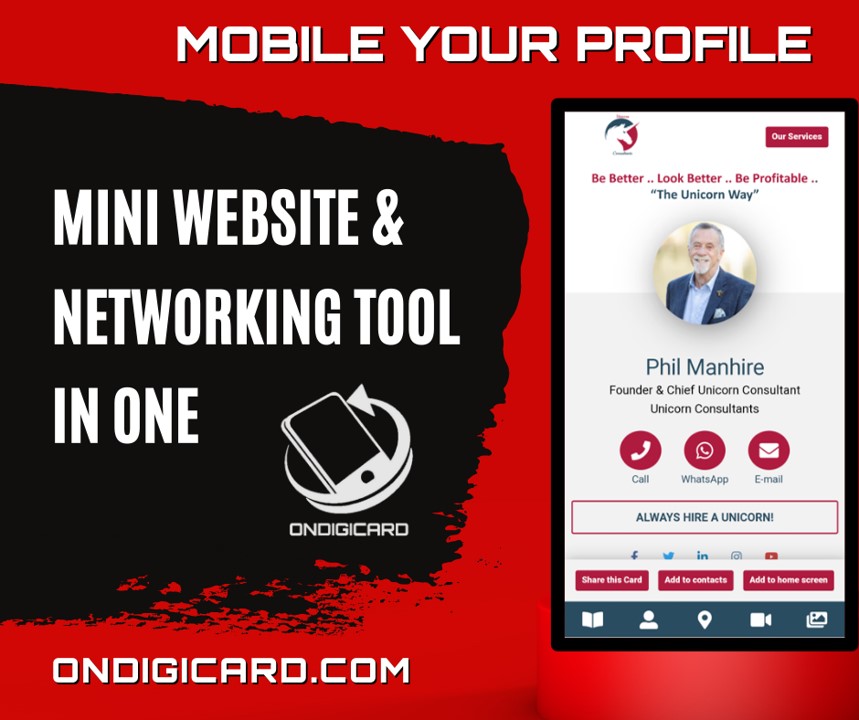 MOBILE YOUR PROFILE
MINI WEBSITE &
NETWORKING TOOL
IN ONE
ONDIGICARD
ONDIGICARD.COM
Unicorn
Consultants
Our Services
Be Better .. Look Better .. Be Profitable ..
“The Unicorn Way”
Phil Manhire
Founder & Chief Unicorn Consultant
Unicorn Consultants
Call WhatsApp E-mail
ALWAYS HIRE A UNICORN!
Share this Card Add to contacts Add to home screen